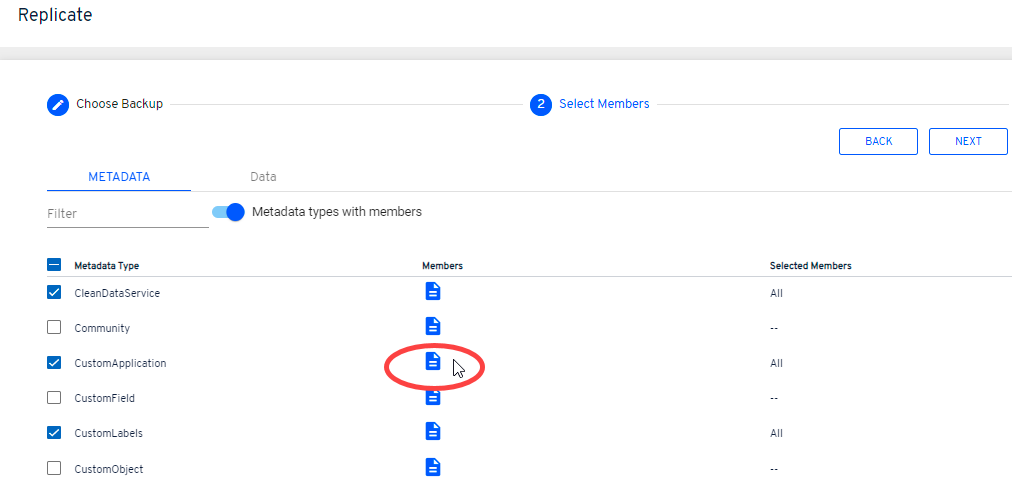 Replicate
Choose Backup
2 Select Members
BACK NEXT
METADATA Data
Filter Metadata types with members
Metadata Type Members Selected Members
CleanDataService All
Community --
CustomApplication All
CustomField --
CustomLabels All
CustomObject --